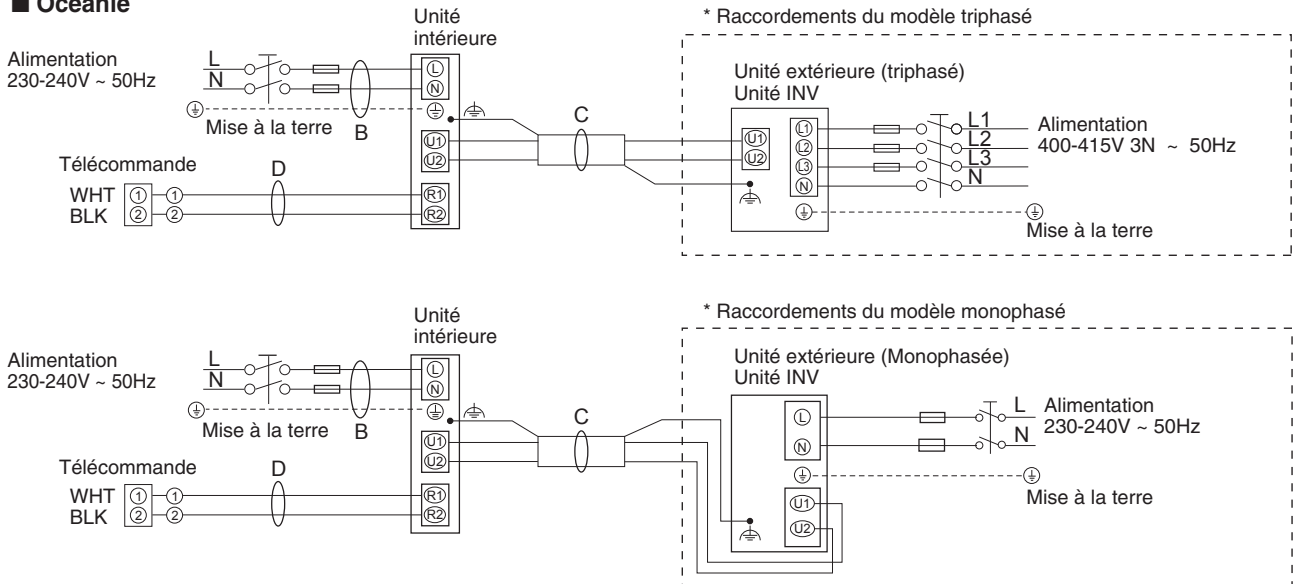 ■ Océanie
Unité
intérieure
* Raccordements du modèle triphasé
Alimentation
230-240V ~ 50Hz
L
N
Mise à la terre
B
L
N
U1
U2
R1
R2
Télécommande
WHT 1 1
BLK 2 2
D
C
Unité extérieure (triphasé)
Unité INV
U1
U2
L1
L2
L3
N
L1
L2
L3
N
Alimentation
400-415V 3N ~ 50Hz
Mise à la terre
Unité
intérieure
* Raccordements du modèle monophasé
Alimentation
230-240V ~ 50Hz
L
N
Mise à la terre
B
L
N
U1
U2
R1
R2
Télécommande
WHT 1 1
BLK 2 2
D
C
Unité extérieure (Monophasée)
Unité INV
L
N
U1
U2
L
N
Alimentation
230-240V ~ 50Hz
Mise à la terre